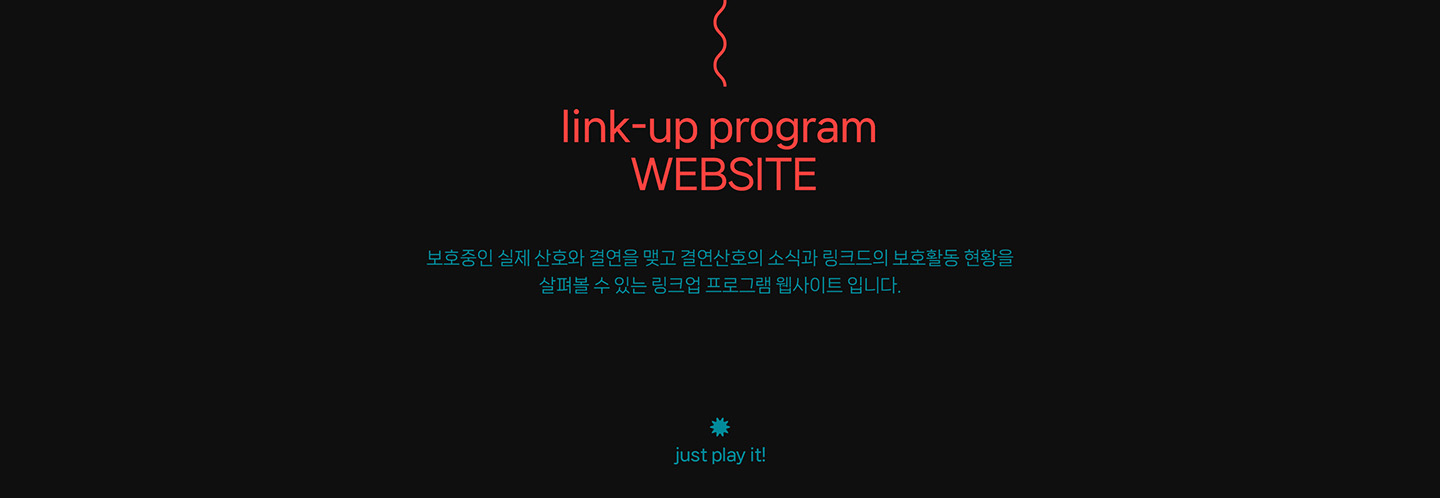 link-up program
WEBSITE
보호중인 실제 산호와 결연을 맺고 결연산호의 소식과 링크드의 보호활동 현황을
살펴볼 수 있는 링크업 프로그램 웹사이트 입니다.
just play it!